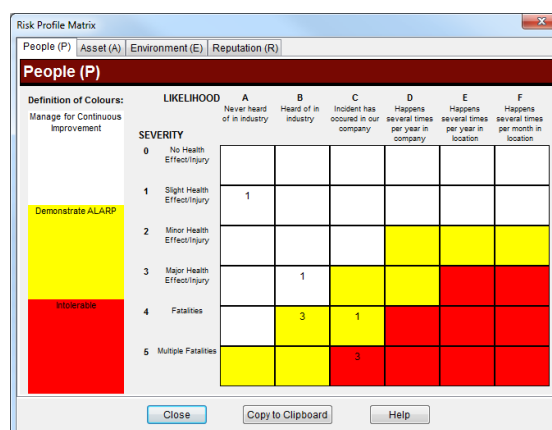 Risk Profile Matrix
People (P) Asset (A) Environment (E) Reputation (R)
People (P)
Definition of Colours:
Manage for Continuous
Improvement
Demonstrate ALARP
Intolerable
LIKELIHOOD A B C D E F
Never heard
of in industry
Heard of in
industry
Incident has
occured in our
company
Happens
several times
per year in
company
Happens
several times
per year in
location
Happens
several times
per month in
location
SEVERITY
0 No Health
Effect/Injury
1 Slight Health
Effect/Injury
1
2 Minor Health
Effect/Injury
3 Major Health
Effect/Injury
1
4 Fatalities 3 1
5 Multiple Fatalities 3
Close Copy to Clipboard Help